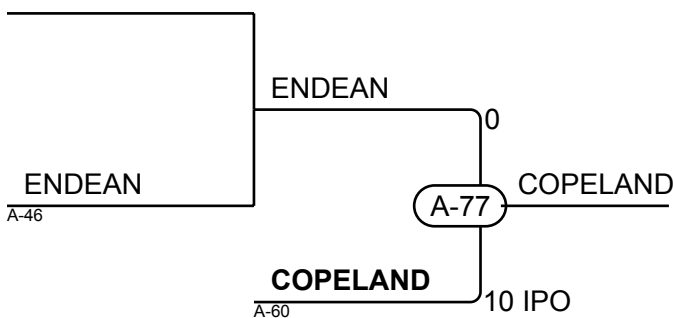 ENDEAN
0
ENDEAN
A-46
A-77
COPELAND
COPELAND
A-60
10 IPO